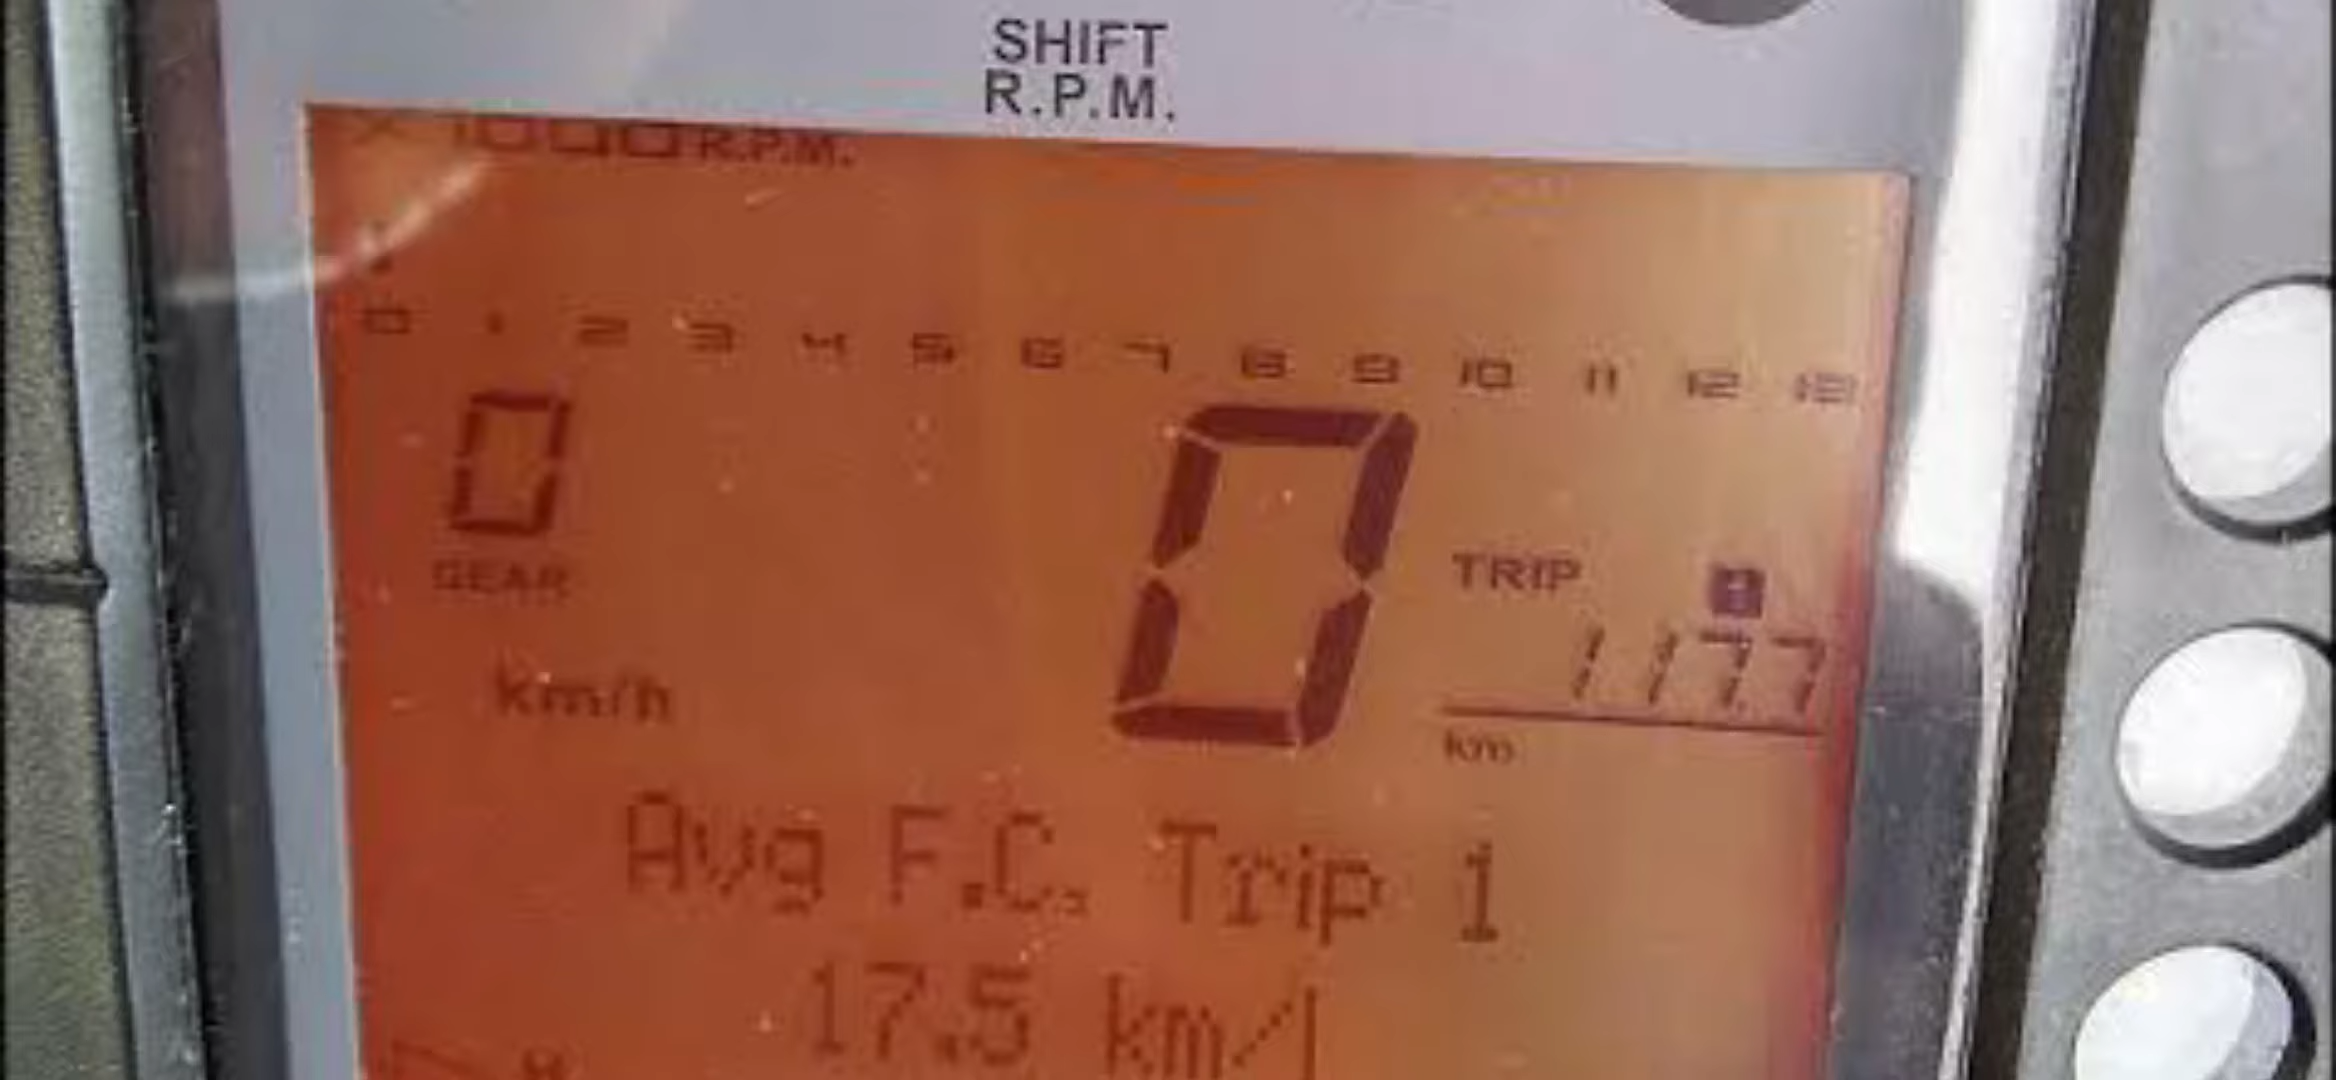 SHIFT
R.P.M.
×1000R.P.M.
0 1 2 3 4 5 6 7 8 9 10 11 12 13
0
GEAR
km/h
0
TRIP 1
117.7
km
Avg F.C. Trip 1
17.5 km/l